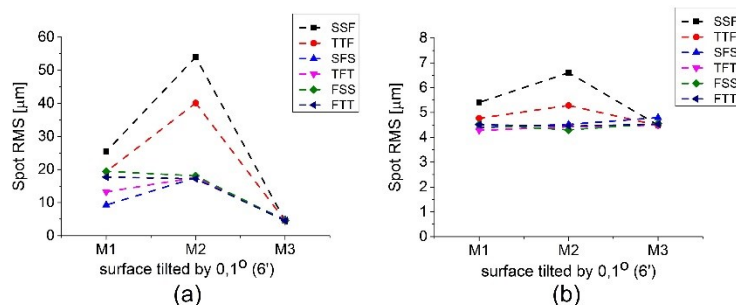 60
50
40
30
20
10
0
Spot RMS [μm]
M1 M2 M3
surface tilted by 0,1⁰ (6')
(a)
SSF
TTF
SFS
TFT
FSS
FTT
8
7
6
5
4
3
2
1
0
Spot RMS [μm]
M1 M2 M3
surface tilted by 0,1⁰ (6')
(b)
SSF
TTF
SFS
TFT
FSS
FTT